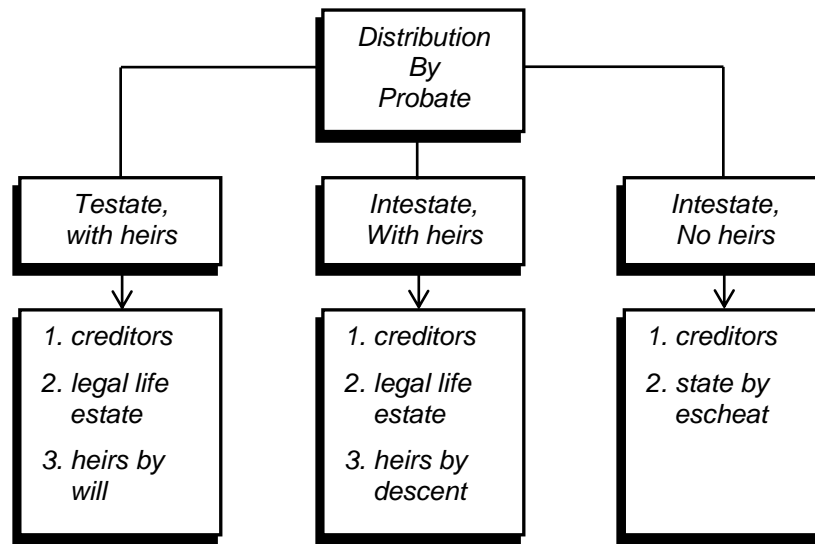 Distribution
By
Probate
Testate,
with heirs
Intestate,
With heirs
Intestate,
No heirs
1. creditors
2. legal life
estate
3. heirs by
will
1. creditors
2. legal life
estate
3. heirs by
descent
1. creditors
2. state by
escheat